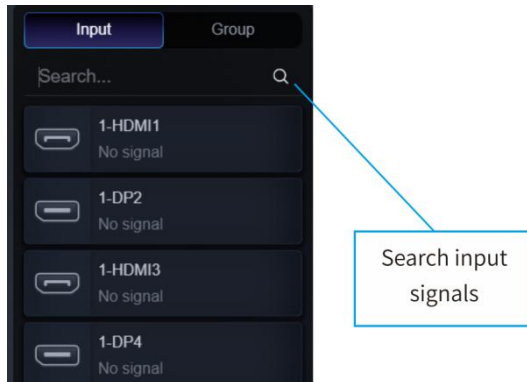 Input
Group
Search...
1-HDMI1
No signal
1-DP2
No signal
1-HDMI3
No signal
1-DP4
No signal
Search input
signals